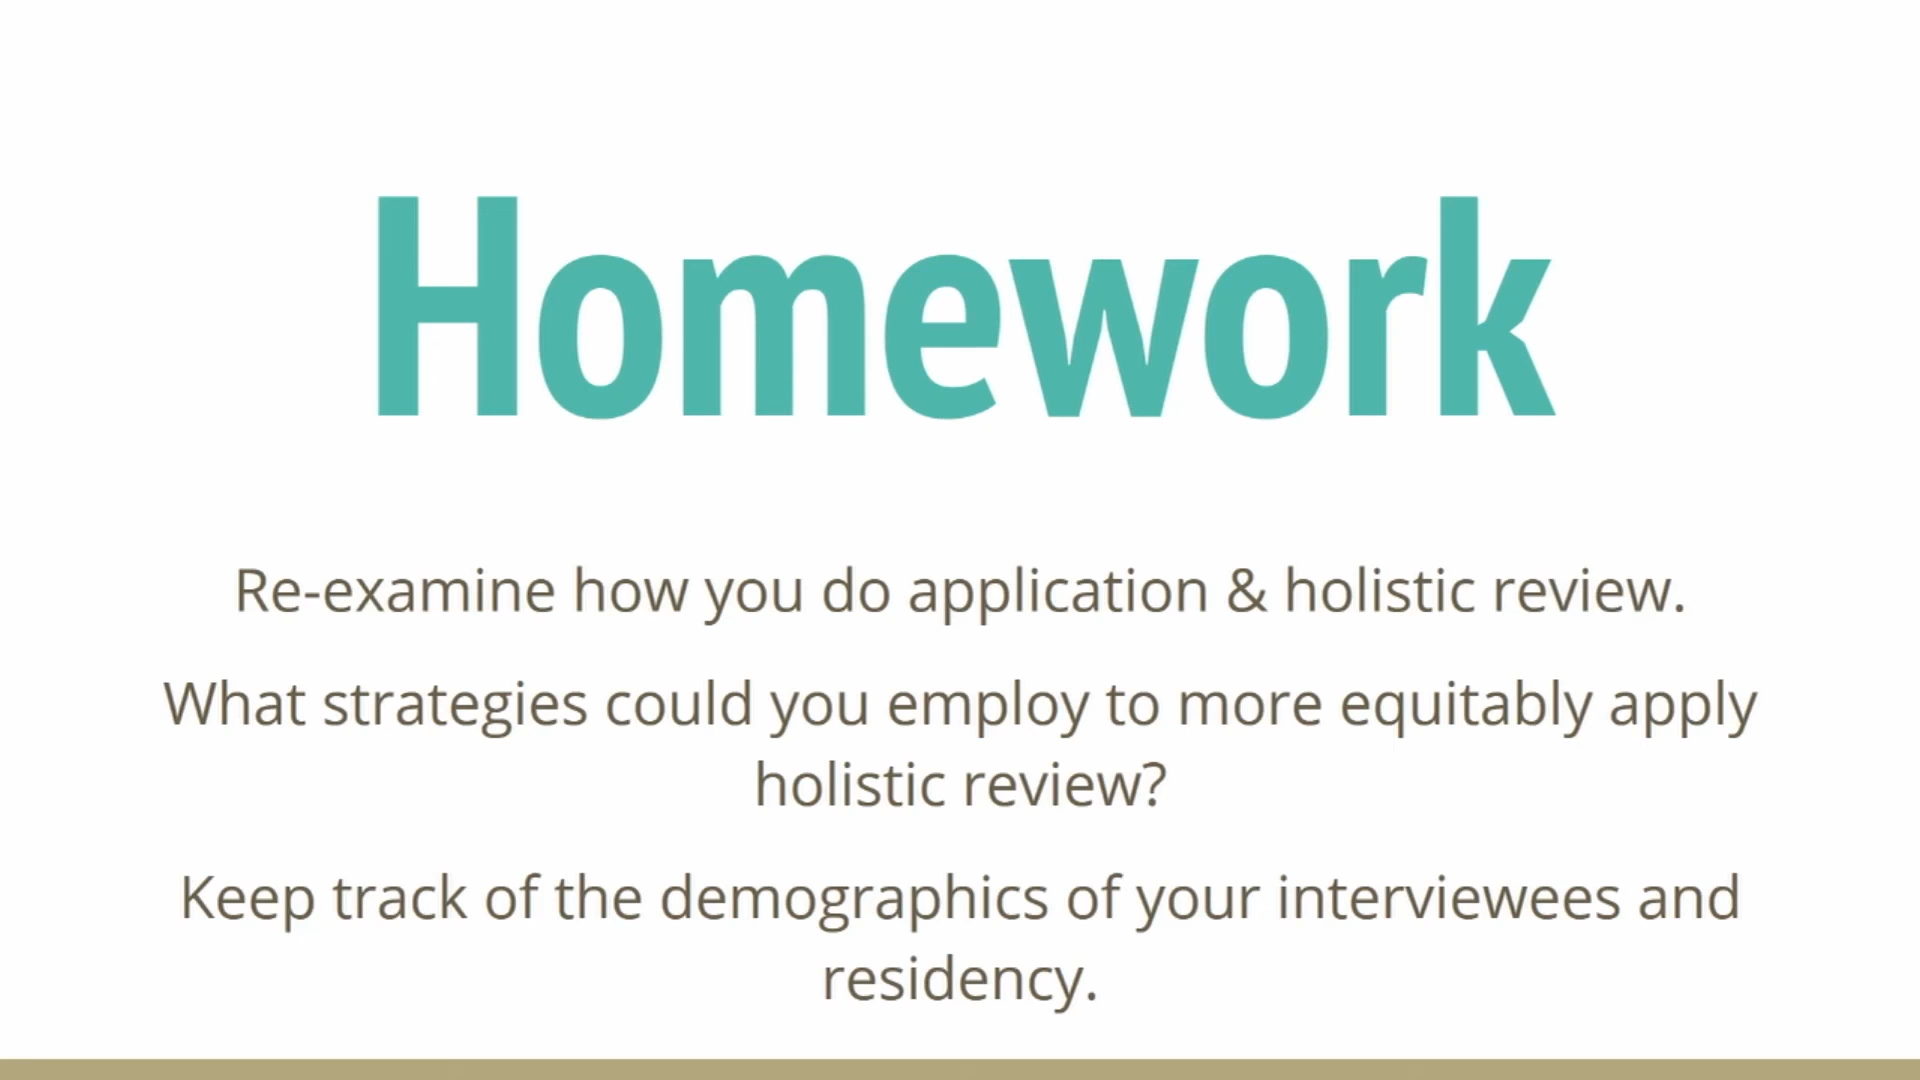 Homework
Re-examine how you do application & holistic review.
What strategies could you employ to more equitably apply
holistic review?
Keep track of the demographics of your interviewees and
residency.